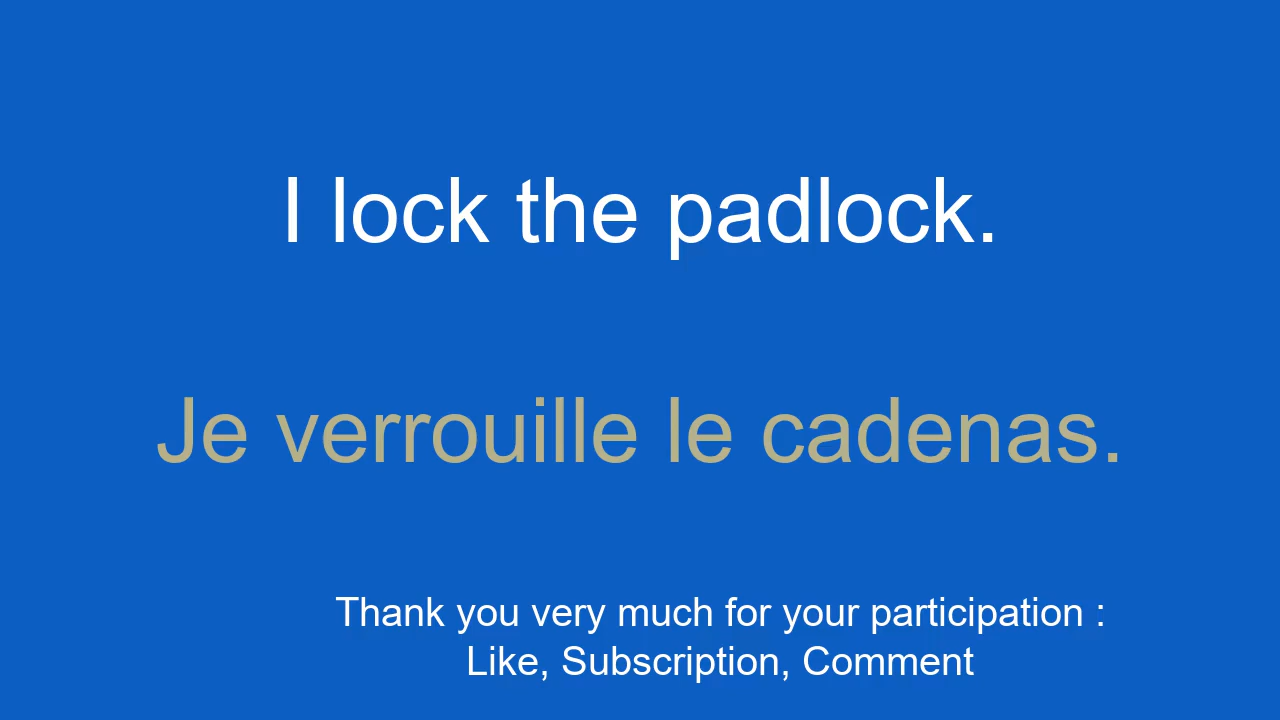 I lock the padlock.
Je verrouille le cadenas.
Thank you very much for your participation :
Like, Subscription, Comment